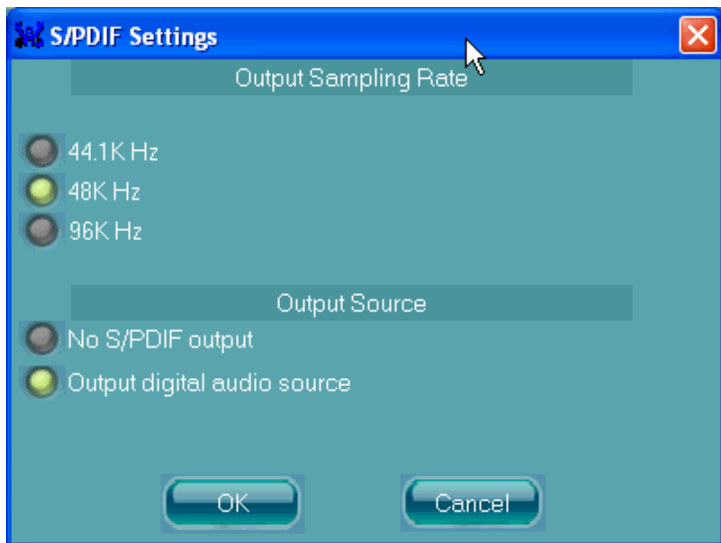 S/PDIF Settings
Output Sampling Rate
44.1K Hz
48K Hz
96K Hz
Output Source
No S/PDIF output
Output digital audio source
OK
Cancel